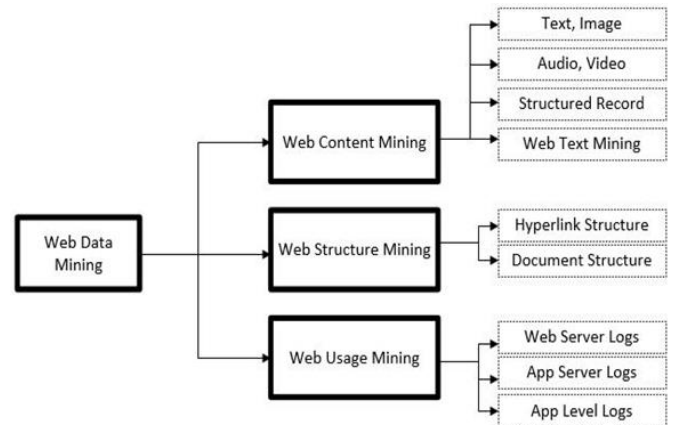 Text, Image
Audio, Video
Structured Record
Web Content Mining
Web Text Mining
Web Data
Mining
Web Structure Mining
Hyperlink Structure
Document Structure
Web Usage Mining
Web Server Logs
App Server Logs
App Level Logs